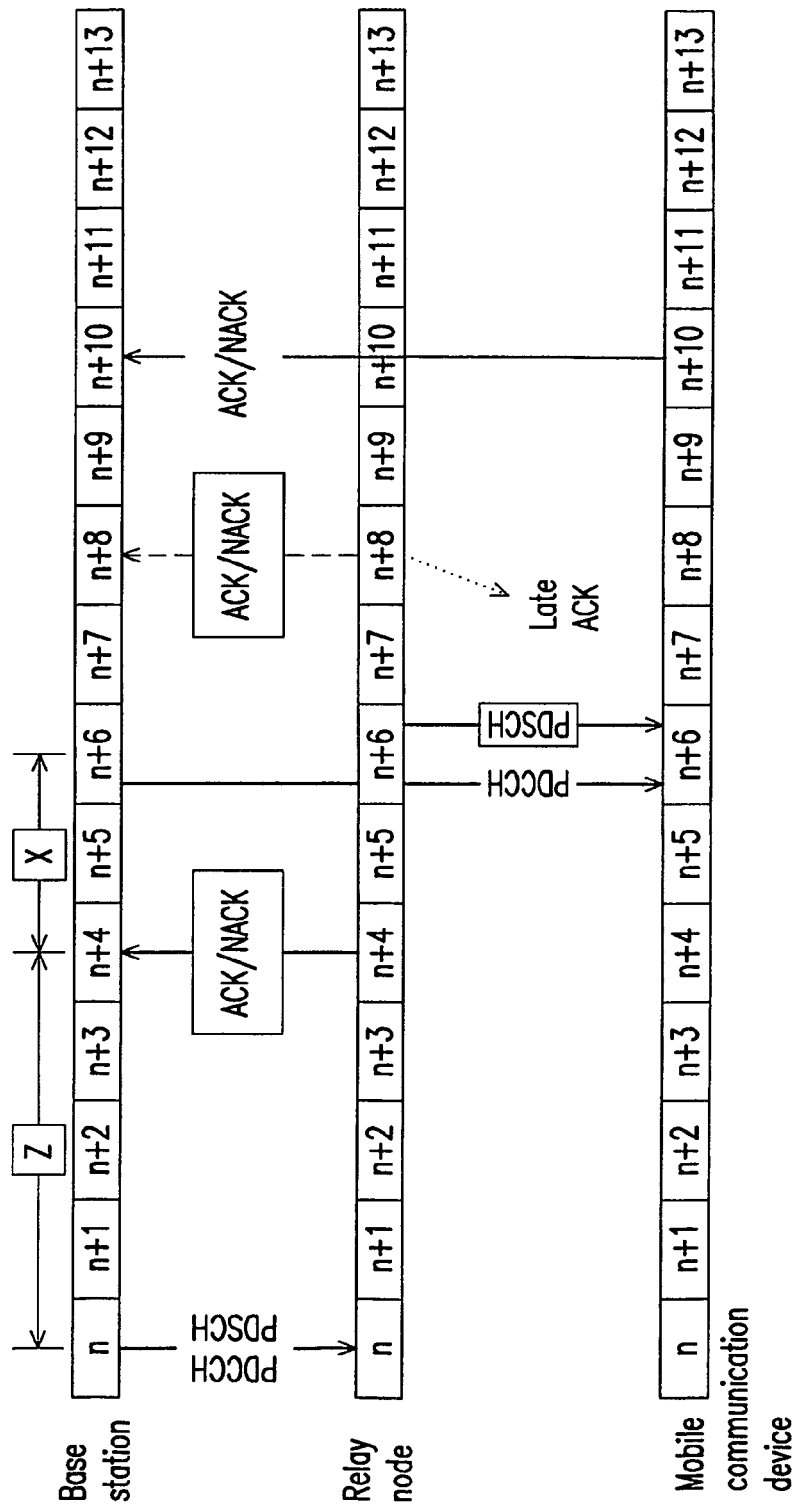 Z
X
Base
station
n
n+1
n+2
n+3
n+4
n+5
n+6
n+7
n+8
n+9
n+10
n+11
n+12
n+13
PDCCH
PDSCH
ACK/NACK
ACK/NACK
ACK/NACK
Relay
node
n
n+1
n+2
n+3
n+4
n+5
n+6
n+7
n+8
n+9
n+10
n+11
n+12
n+13
PDCCH
PDSCH
Late
ACK
Mobile
communication
device
n
n+1
n+2
n+3
n+4
n+5
n+6
n+7
n+8
n+9
n+10
n+11
n+12
n+13